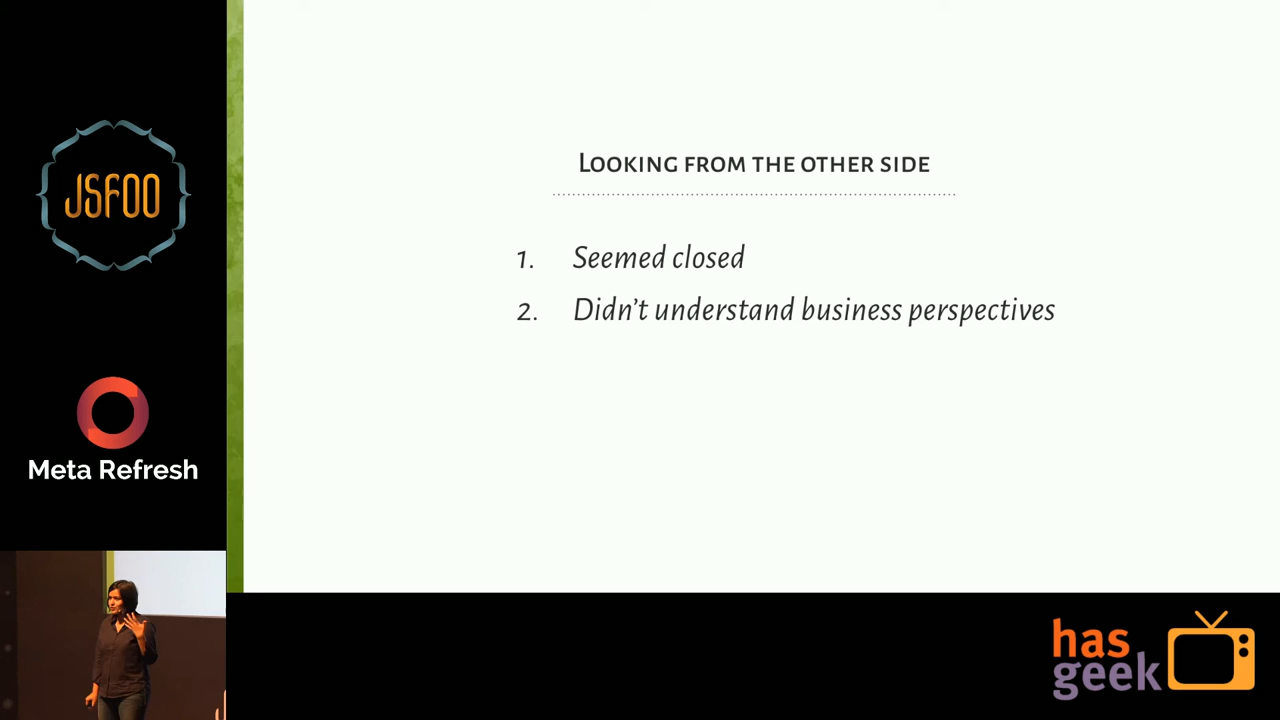 JSFOO
Meta Refresh
Looking from the other side
1. Seemed closed
2. Didn't understand business perspectives
has
geek